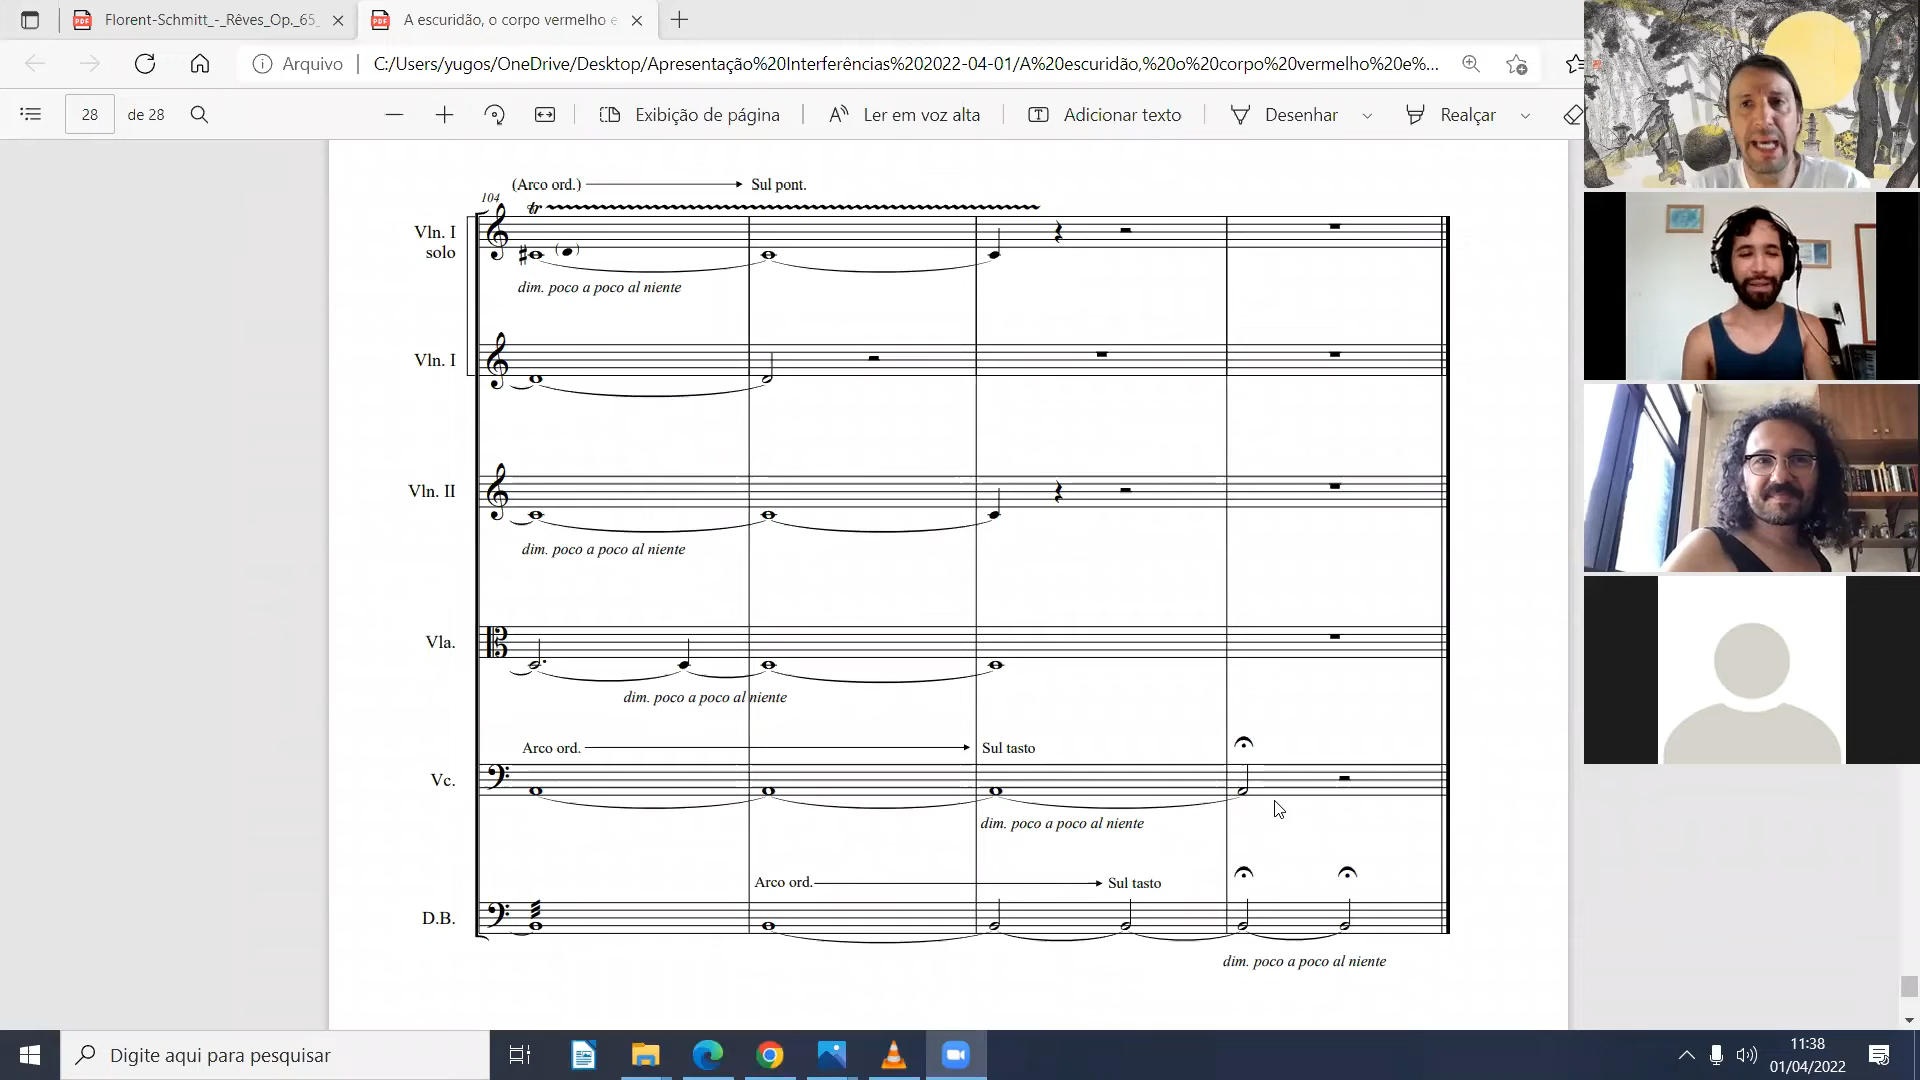 Florent-Schmitt_-_Rêves_Op._65_
A escuridão, o corpo vermelho e
Arquivo
C:/Users/yugos/OneDrive/Desktop/Apresentação%20Interferências%202022-04-01/A%20escuridão,%20o%20corpo%20vermelho%20e%...
28
de 28
Exibição de página
Ler em voz alta
Adicionar texto
Desenhar
Realçar
(Arco ord.)
Sul pont.
104
tr
Vln. I
solo
dim. poco a poco al niente
Vln. I
Vln. II
dim. poco a poco al niente
Vla.
dim. poco a poco al niente
Arco ord.
Sul tasto
Vc.
dim. poco a poco al niente
Arco ord.
Sul tasto
D.B.
dim. poco a poco al niente
Digite aqui para pesquisar
11:38
01/04/2022